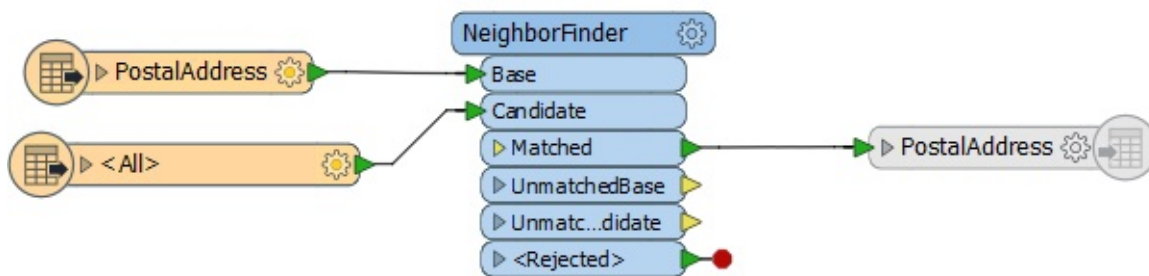 NeighborFinder
PostalAddress
Base
<All>
Candidate
Matched
PostalAddress
UnmatchedBase
Unmatc...didate
<Rejected>